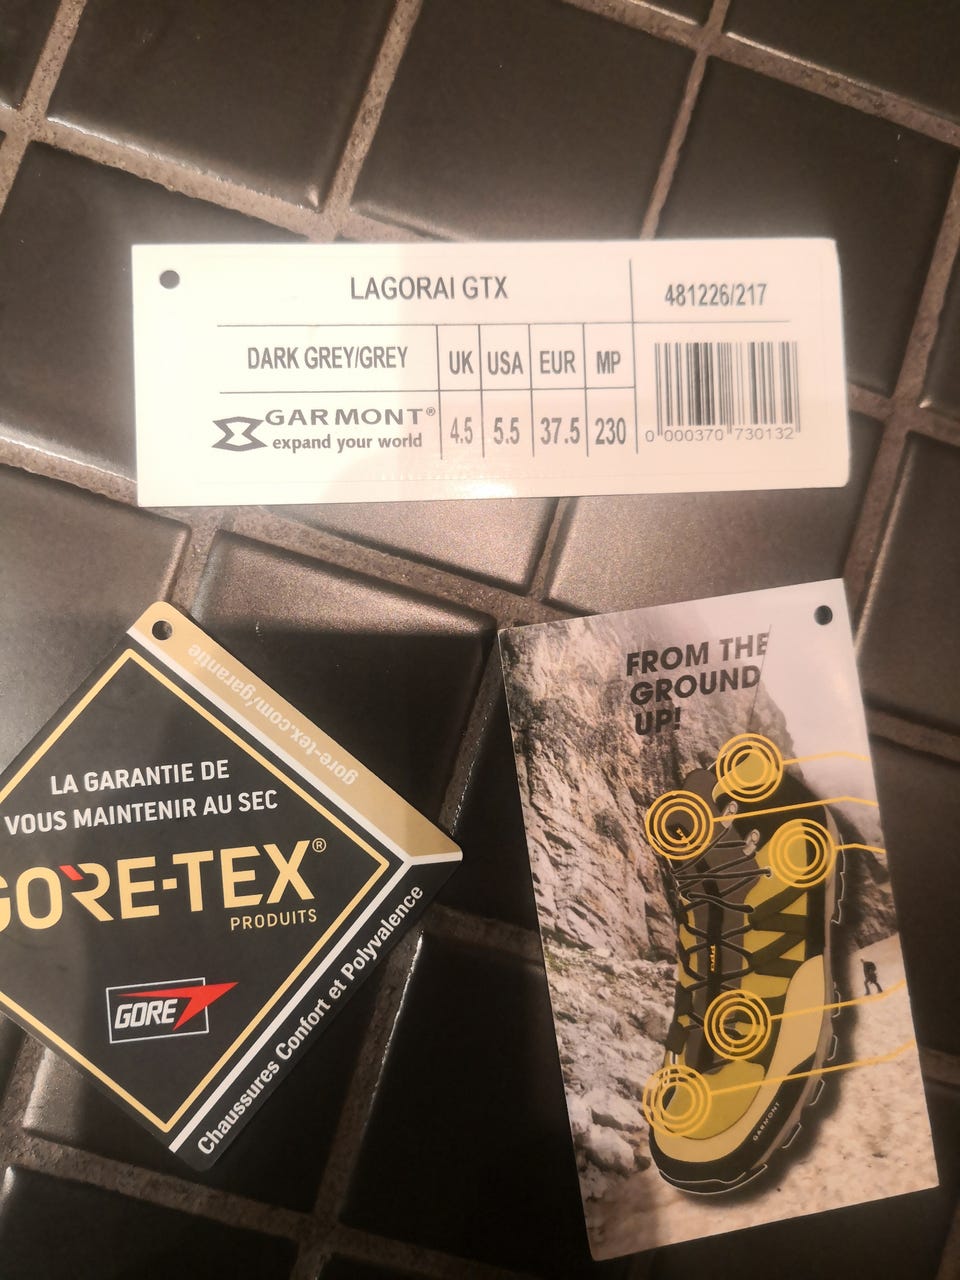 LAGORAI GTX
481226/217
DARK GREY/GREY
UK USA EUR MP
GARMONT®
expand your world
4.5 5.5 37.5 230
0 000370 730132
gore-tex.com/garantie
LA GARANTIE DE
VOUS MAINTENIR AU SEC
GORE-TEX®
PRODUITS
GORE
Chaussures Confort et Polyvalence
FROM THE
GROUND
UP!
GARMONT